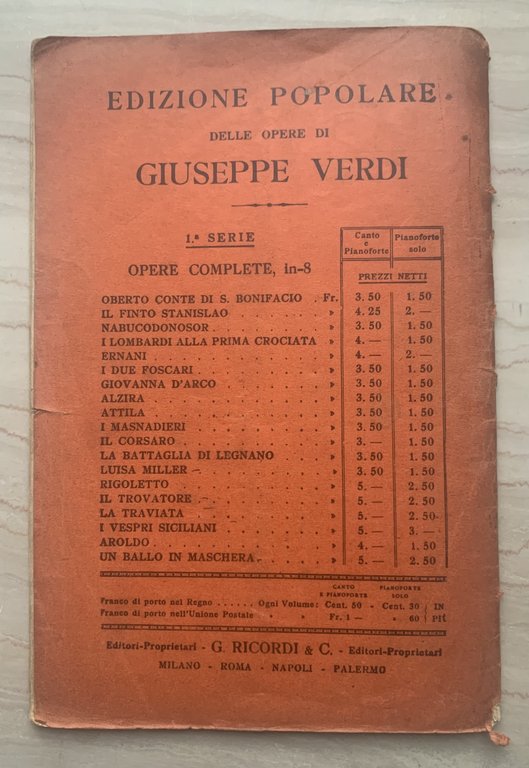 EDIZIONE POPOLARE
DELLE OPERE DI
GIUSEPPE VERDI
1.ª SERIE
Canto e Pianoforte Pianoforte solo
OPERE COMPLETE, in-8
PREZZI NETTI
OBERTO CONTE DI S. BONIFACIO . Fr. 3. 50 1. 50
IL FINTO STANISLAO . . . . . . . . » 4. 25 2. —
NABUCODONOSOR . . . . . . . . . » 3. 50 1. 50
I LOMBARDI ALLA PRIMA CROCIATA » 4. — 1. 50
ERNANI . . . . . . . . . . . . . » 4. — 2. —
I DUE FOSCARI . . . . . . . . . . » 3. 50 1. 50
GIOVANNA D'ARCO . . . . . . . . . » 3. 50 1. 50
ALZIRA . . . . . . . . . . . . . » 3. 50 1. 50
ATTILA . . . . . . . . . . . . . » 3. 50 1. 50
I MASNADIERI . . . . . . . . . . » 3. 50 1. 50
IL CORSARO . . . . . . . . . . . » 3. — 1. 50
LA BATTAGLIA DI LEGNANO . . . . . » 3. 50 1. 50
LUISA MILLER — . . . . . . . . . » 3. 50 1. 50
RIGOLETTO . . . . . . . . . . . » 5. — 2. 50
IL TROVATORE — . . . . . . . . . » 5. — 2. 50
LA TRAVIATA . . . . . . . . . . » 5. — 2. 50
I VESPRI SICILIANI . . . . . . . » 5. — 3. —
AROLDO . . . . . . . . . . . . . » 4. — 1. 50
UN BALLO IN MASCHERA — . . . . . » 5. — 2. 50
CANTO E PIANOFORTE PIANOFORTE SOLO
Franco di porto nel Regno . . . . . . Ogni Volume: Cent. 50 - Cent. 30 IN
Franco di porto nell'Unione Postale » » Fr. 1 — » 60 PIÙ
Editori-Proprietari - G. RICORDI & C. - Editori-Proprietari
MILANO - ROMA - NAPOLI - PALERMO